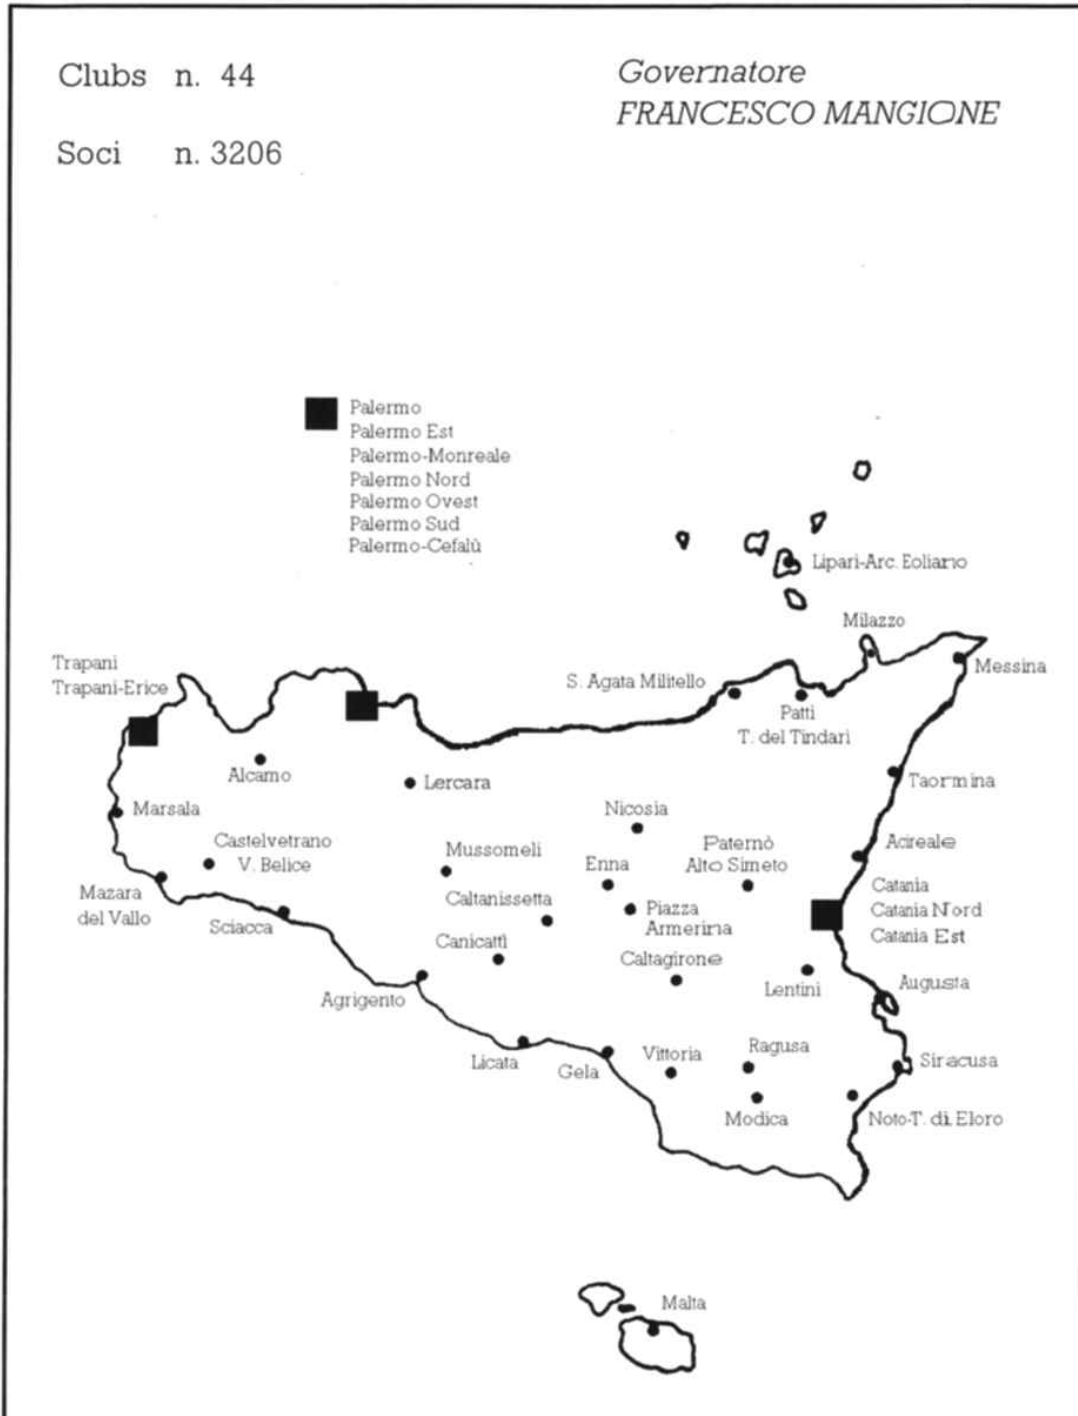 Clubs n. 44
Governatore
FRANCESCO MANGIONE
Soci n. 3206
Palermo
Palermo Est
Palermo-Monreale
Palermo Nord
Palermo Ovest
Palermo Sud
Palermo-Cefalù
Lipari-Arc. Eoliano
Milazzo
Messina
Trapani
Trapani-Erice
S. Agata Militello
Patti
T. del Tindari
Alcamo
Lercara
Taormina
Marsala
Nicosia
Castelvetrano
V. Belice
Mussomeli
Enna
Paternò
Alto Simeto
Acireale
Mazara
del Vallo
Sciacca
Caltanissetta
Piazza
Armerina
Catania
Catania Nord
Catania Est
Canicattì
Caltagirone
Agrigento
Lentini
Augusta
Licata
Gela
Vittoria
Ragusa
Siracusa
Modica
Noto-T. di Eloro
Malta